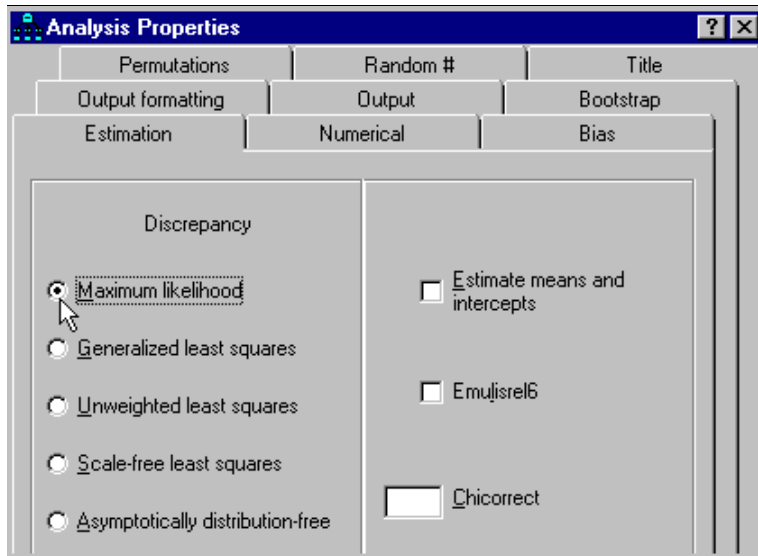 Analysis Properties
Permutations Random # Title
Output formatting Output Bootstrap
Estimation Numerical Bias
Discrepancy
Maximum likelihood
Generalized least squares
Unweighted least squares
Scale-free least squares
Asymptotically distribution-free
Estimate means and
intercepts
Emulisrel6
Chicorrect